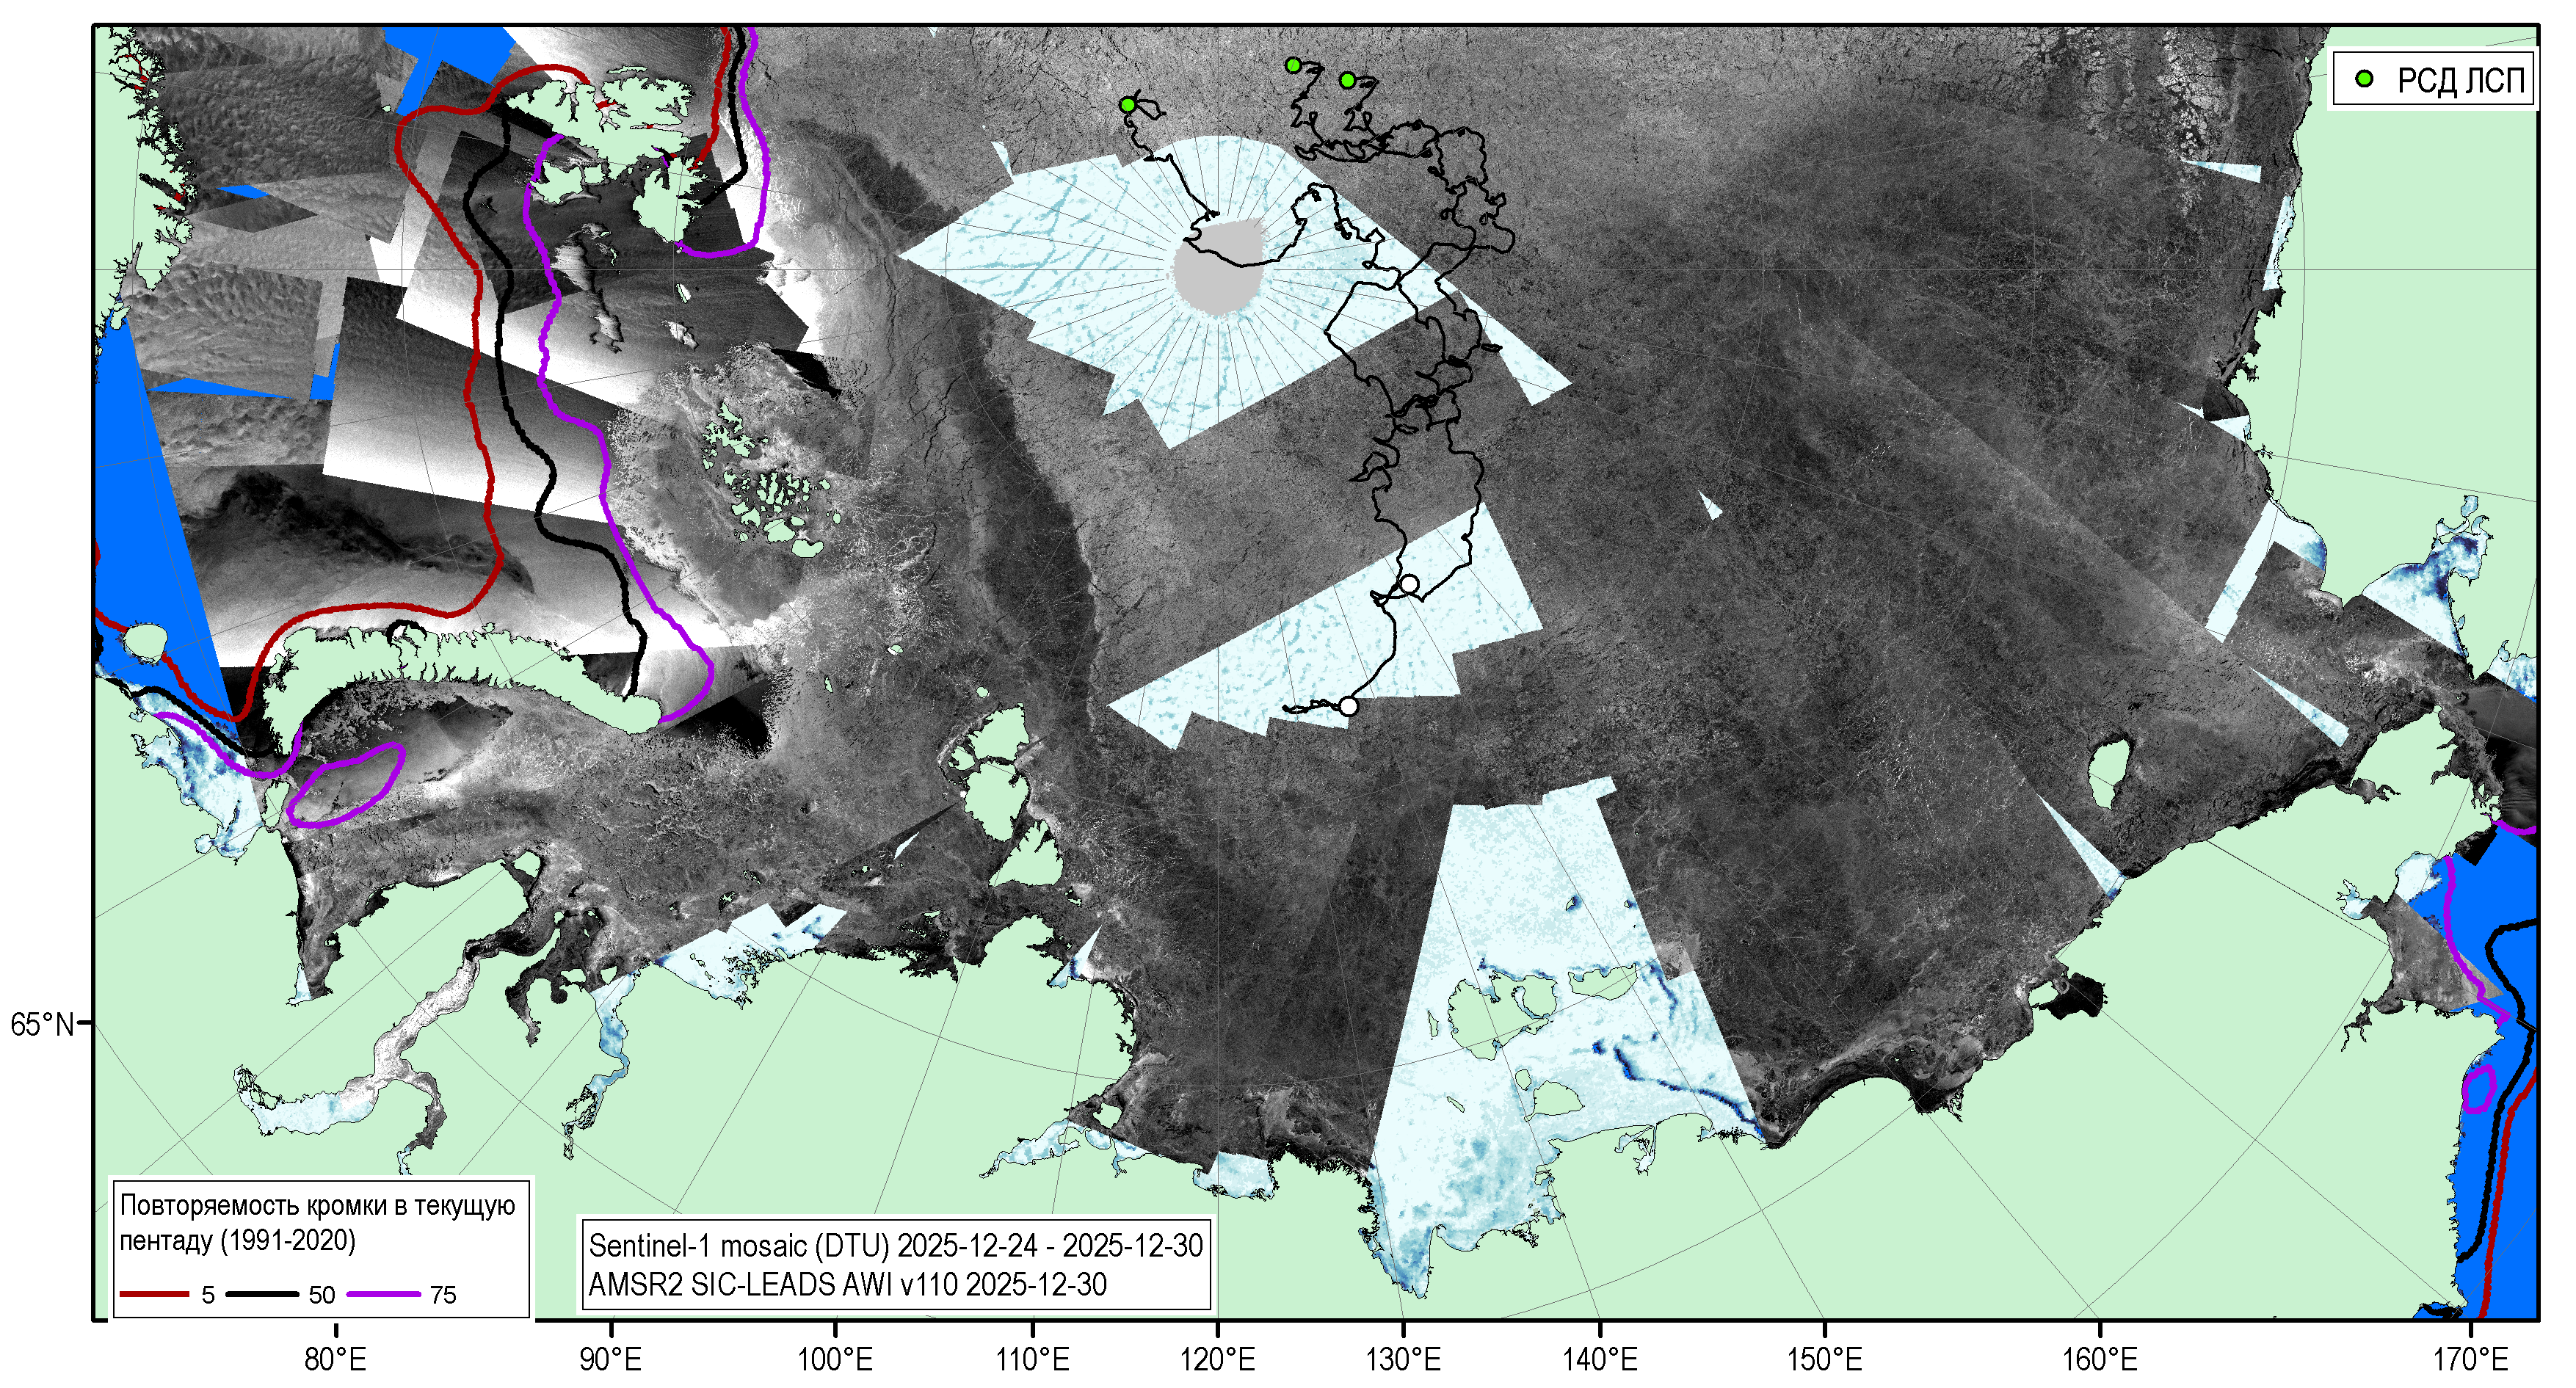 РСД ЛСП
65°N
Повторяемость кромки в текущую
пентаду (1991-2020)
5 50 75
Sentinel-1 mosaic (DTU) 2025-12-24 - 2025-12-30
AMSR2 SIC-LEADS AWI v110 2025-12-30
80°E 90°E 100°E 110°E 120°E 130°E 140°E 150°E 160°E 170°E